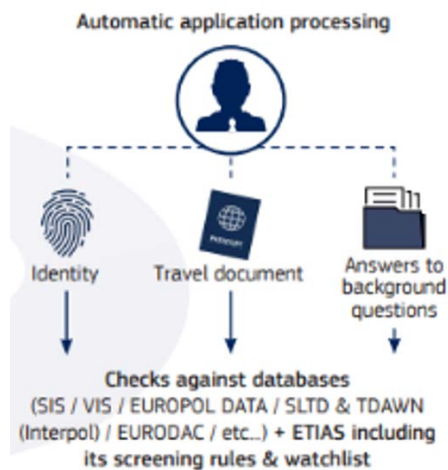 Automatic application processing
PASSPORT
Identity
Travel document
Answers to
background
questions
Checks against databases
(SIS / VIS / EUROPOL DATA / SLTD & TDAWN
(Interpol) / EURODAC / etc...) + ETIAS including
its screening rules & watchlist